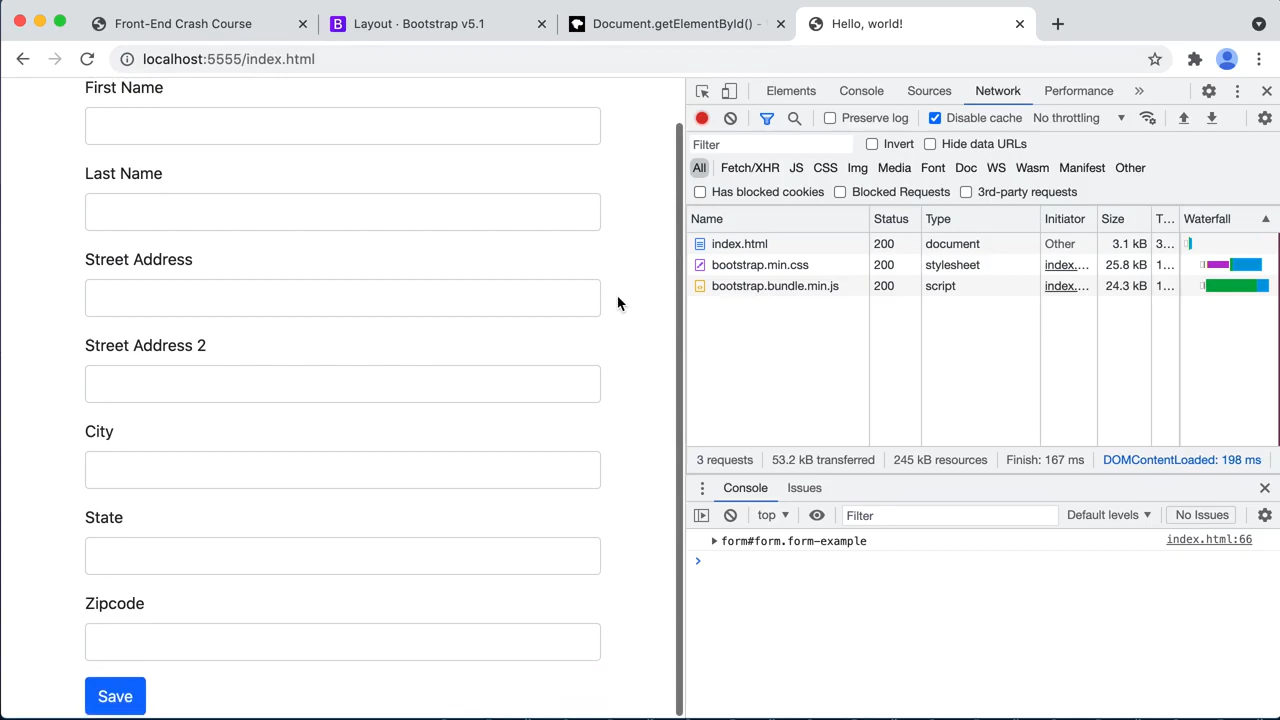 Front-End Crash Course
Layout · Bootstrap v5.1
Document.getElementById() -
Hello, world!
localhost:5555/index.html
First Name
Last Name
Street Address
Street Address 2
City
State
Zipcode
Save
Elements Console Sources Network Performance »
Preserve log Disable cache No throttling
Filter Invert Hide data URLs
All Fetch/XHR JS CSS Img Media Font Doc WS Wasm Manifest Other
Has blocked cookies Blocked Requests 3rd-party requests
Name Status Type Initiator Size T... Waterfall
index.html 200 document Other 3.1 kB 3...
bootstrap.min.css 200 stylesheet index.... 25.8 kB 1...
bootstrap.bundle.min.js 200 script index.... 24.3 kB 1...
3 requests 53.2 kB transferred 245 kB resources Finish: 167 ms DOMContentLoaded: 198 ms
Console Issues
top Filter Default levels No Issues
form#form.form-example index.html:66